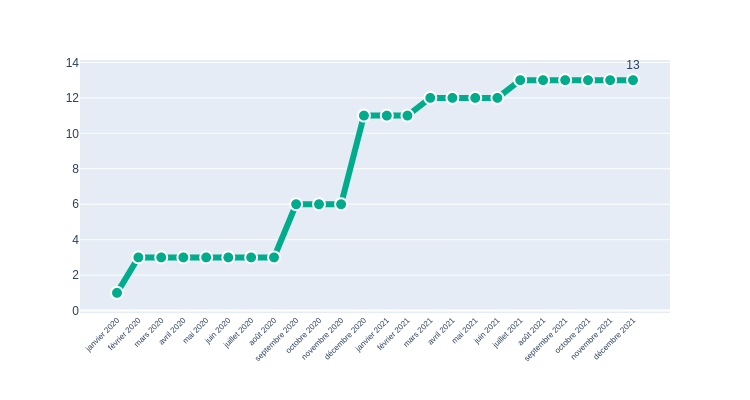 14
13
12
10
8
6
4
2
0
janvier 2020
février 2020
mars 2020
avril 2020
mai 2020
juin 2020
juillet 2020
août 2020
septembre 2020
octobre 2020
novembre 2020
décembre 2020
janvier 2021
février 2021
mars 2021
avril 2021
mai 2021
juin 2021
juillet 2021
août 2021
septembre 2021
octobre 2021
novembre 2021
décembre 2021